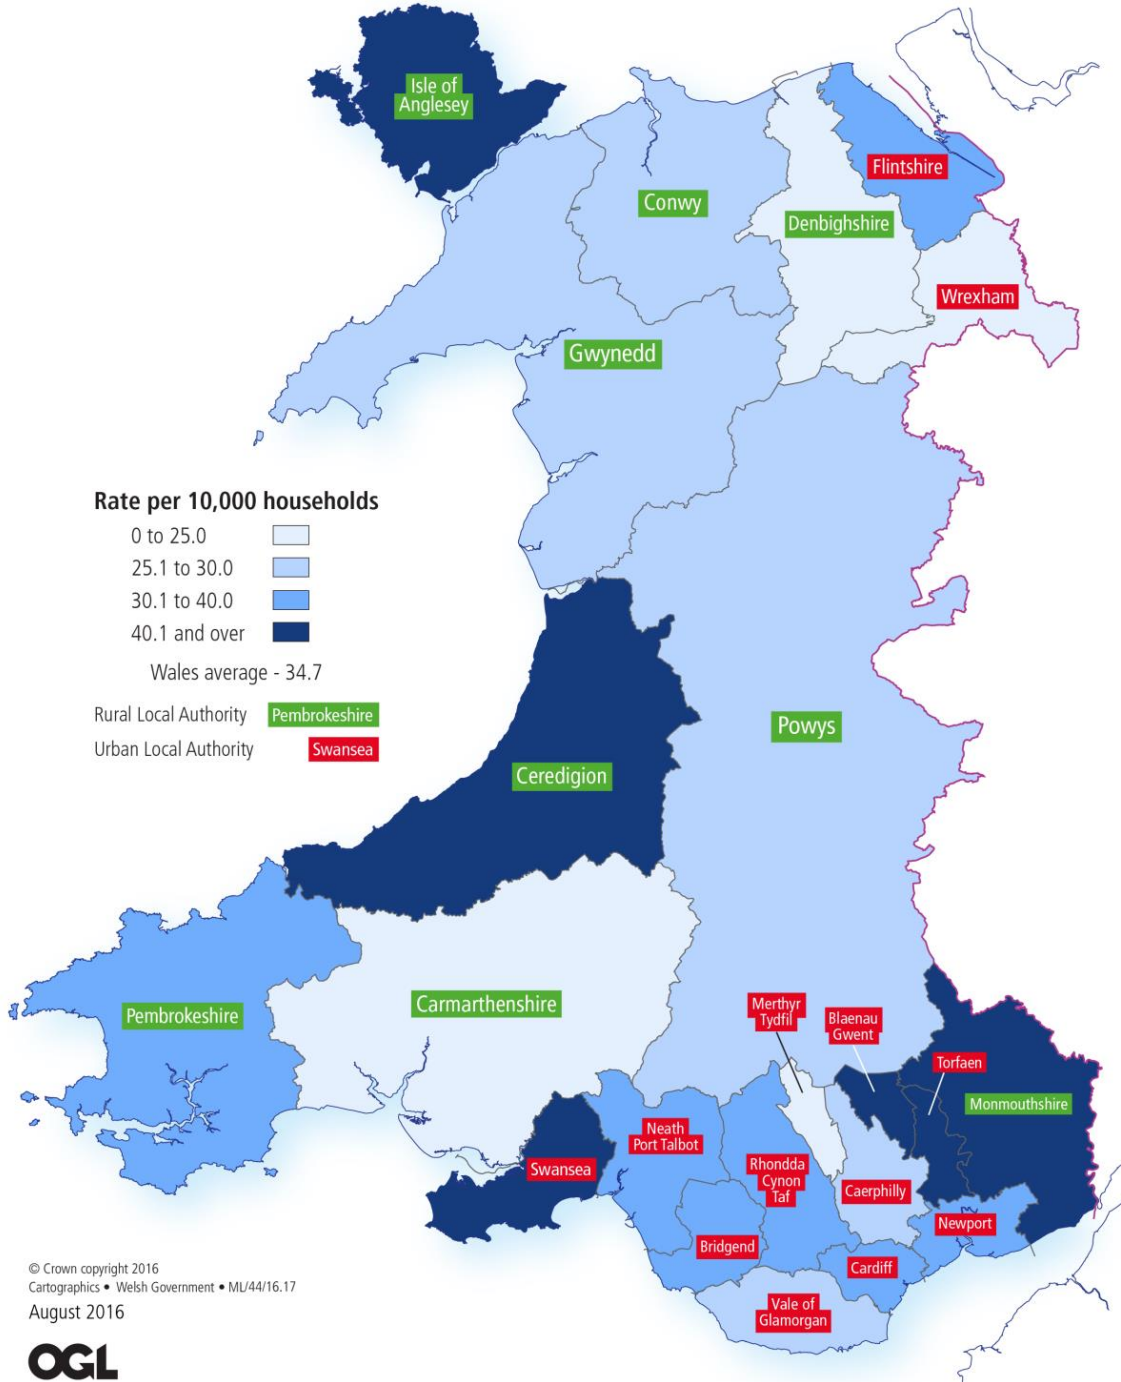 Isle of
Anglesey
Flintshire
Conwy
Denbighshire
Wrexham
Gwynedd
Rate per 10,000 households
0 to 25.0
25.1 to 30.0
30.1 to 40.0
40.1 and over
Wales average - 34.7
Rural Local Authority Pembrokeshire
Urban Local Authority Swansea
Powys
Ceredigion
Pembrokeshire
Carmarthenshire
Merthyr
Tydfil
Blaenau
Gwent
Torfaen
Monmouthshire
Neath
Port Talbot
Swansea
Rhondda
Cynon
Taf
Caerphilly
Newport
Bridgend
Cardiff
Vale of
Glamorgan
© Crown copyright 2016
Cartographics • Welsh Government • ML/44/16.17
August 2016
OGL